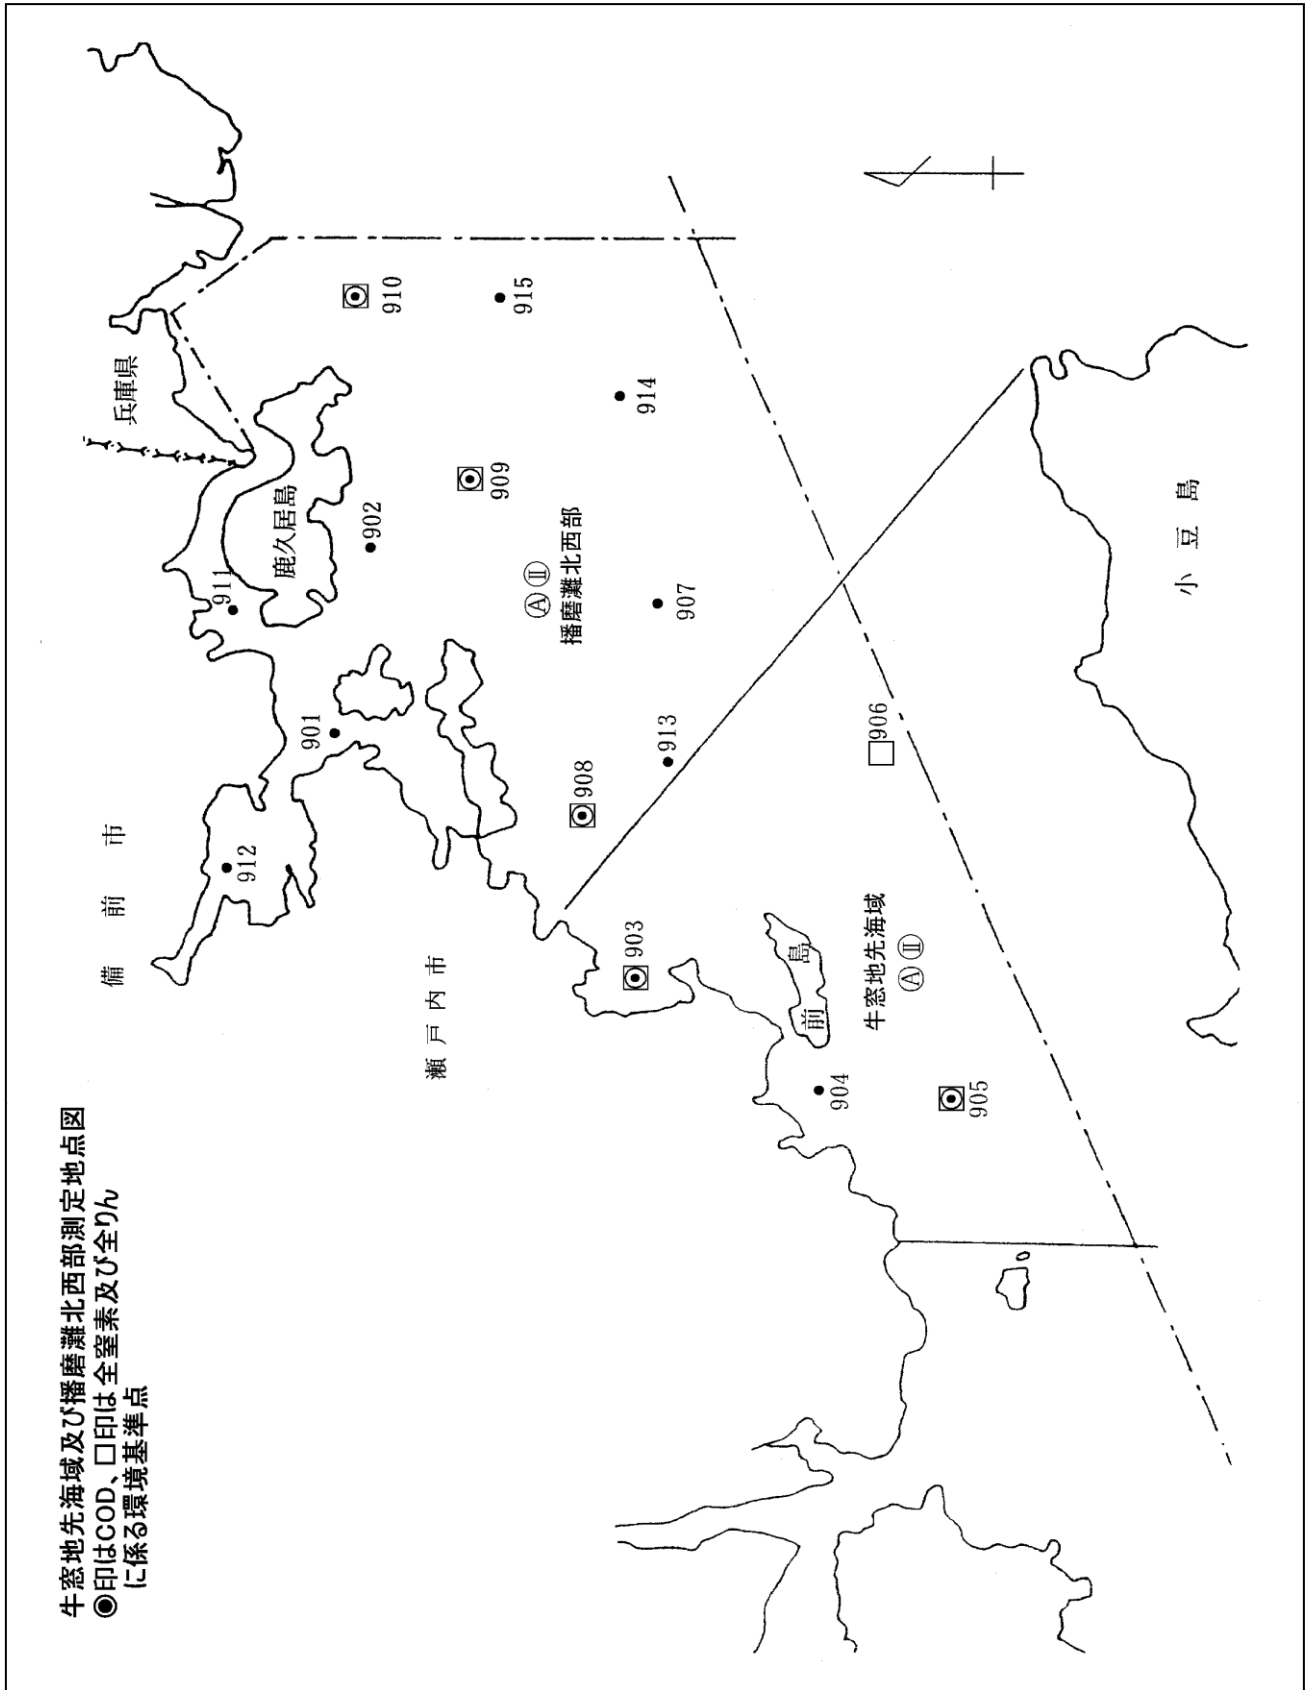 牛窓地先海域及び播磨灘北西部測定地点図
◉印はCOD、□印は全窒素及び全りん
に係る環境基準点
備前市
瀬戸内市
兵庫県
鹿久居島
播磨灘北西部
Ⓐ Ⅱ
前島
牛窓地先海域
Ⓐ Ⅱ
小豆島
912
901
911
902
910
915
909
914
907
913
908
906
903
904
905